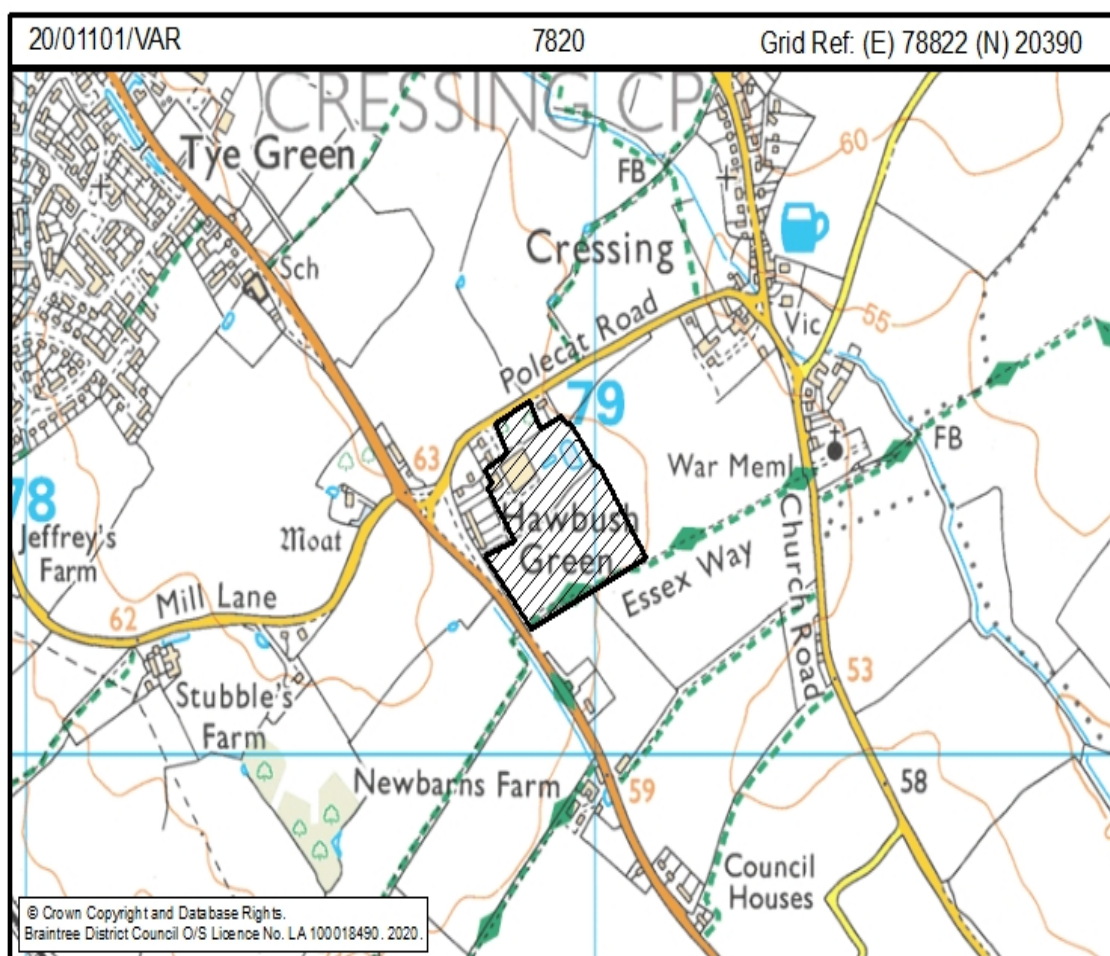 20/01101/VAR 7820 Grid Ref: (E) 78822 (N) 20390
CRESSING CP
Tye Green
60
FB
Cressing
Sch
Vic
55
Polecat Road
79
63
War Meml
FB
78
Hawbush
Green
Jeffrey's
Farm
Moat
Church Road
Essex Way
Mill Lane
62
53
Stubble's
Farm
Newbarns Farm
59
58
Council
Houses
© Crown Copyright and Database Rights.
Braintree District Council O/S Licence No. LA 100018490. 2020.